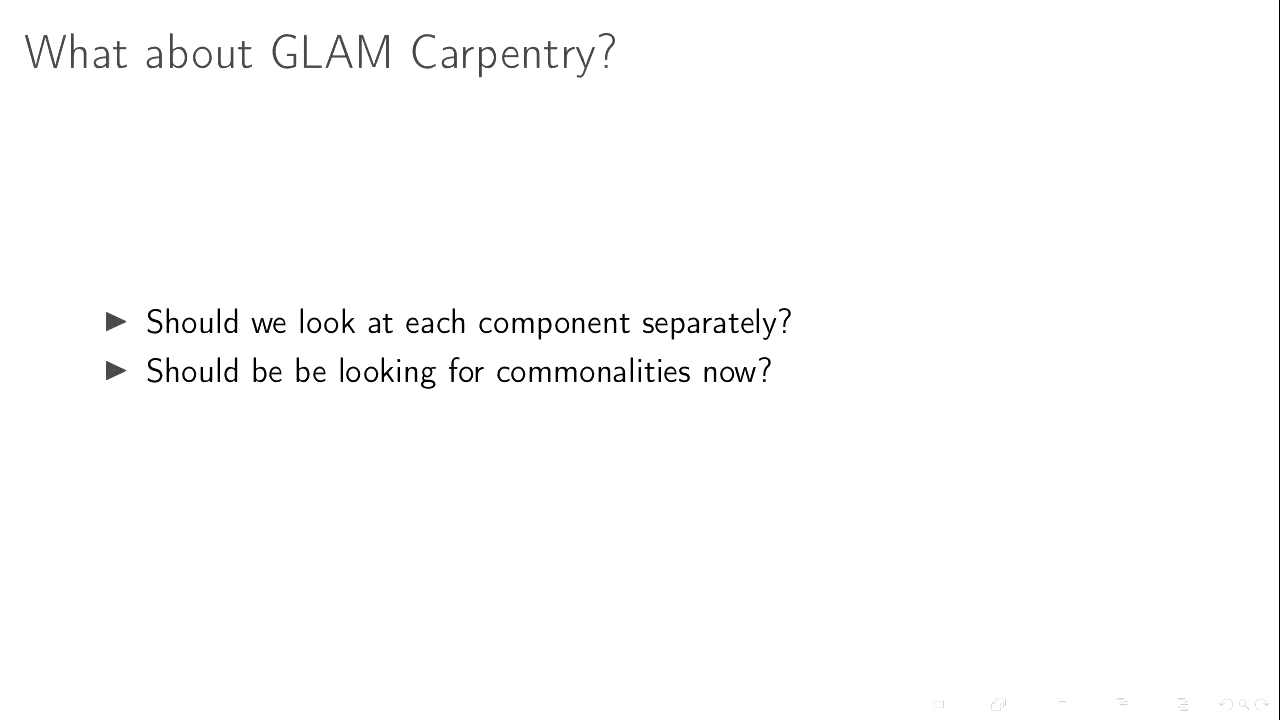 What about GLAM Carpentry?
▶ Should we look at each component separately?
▶ Should be be looking for commonalities now?